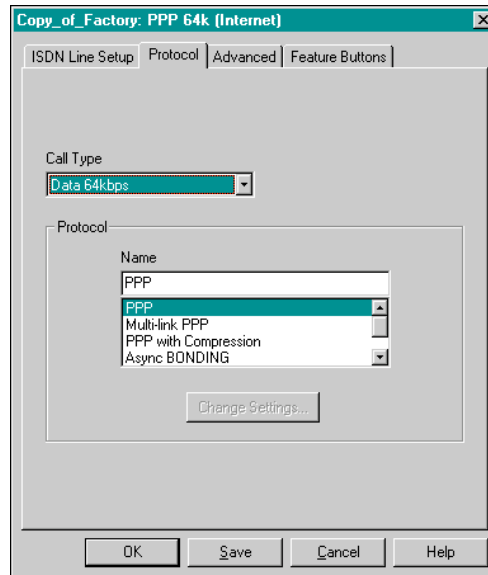 Copy_of_Factory: PPP 64k (Internet)
ISDN Line Setup Protocol Advanced Feature Buttons
Call Type
Data 64kbps
Protocol
Name
PPP
PPP
Multi-link PPP
PPP with Compression
Async BONDING
Change Settings...
OK Save Cancel Help